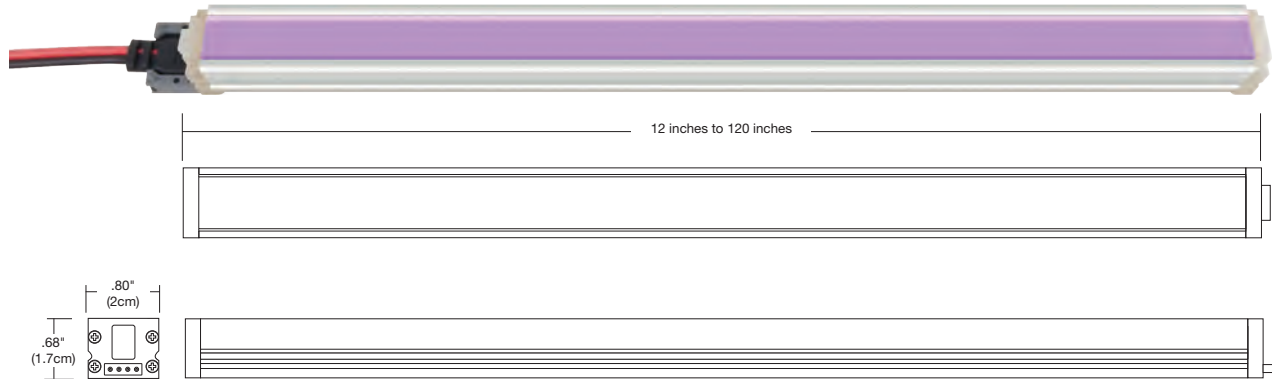 12 inches to 120 inches
.80"
(2cm)
.68"
(1.7cm)